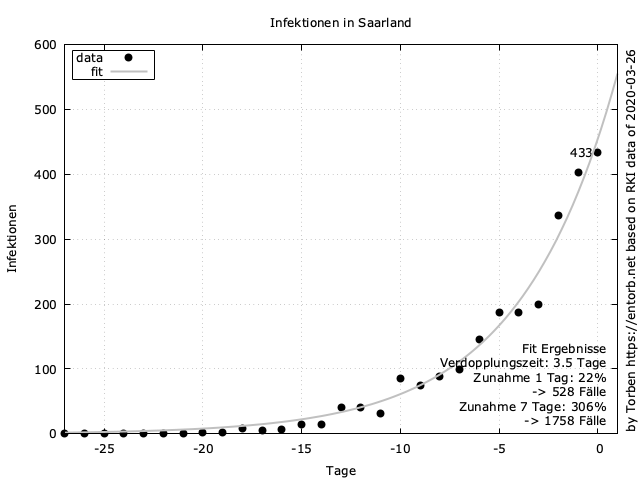 Infektionen in Saarland
600
500
400
300
200
100
0
-25
-20
-15
-10
-5
0
data
fit
433
Fit Ergebnisse
Verdopplungszeit: 3.5 Tage
Zunahme 1 Tag: 22%
-> 528 Fälle
Zunahme 7 Tage: 306%
-> 1758 Fälle
Infektionen
Tage
by Torben https://entorb.net based on RKI data of 2020-03-26